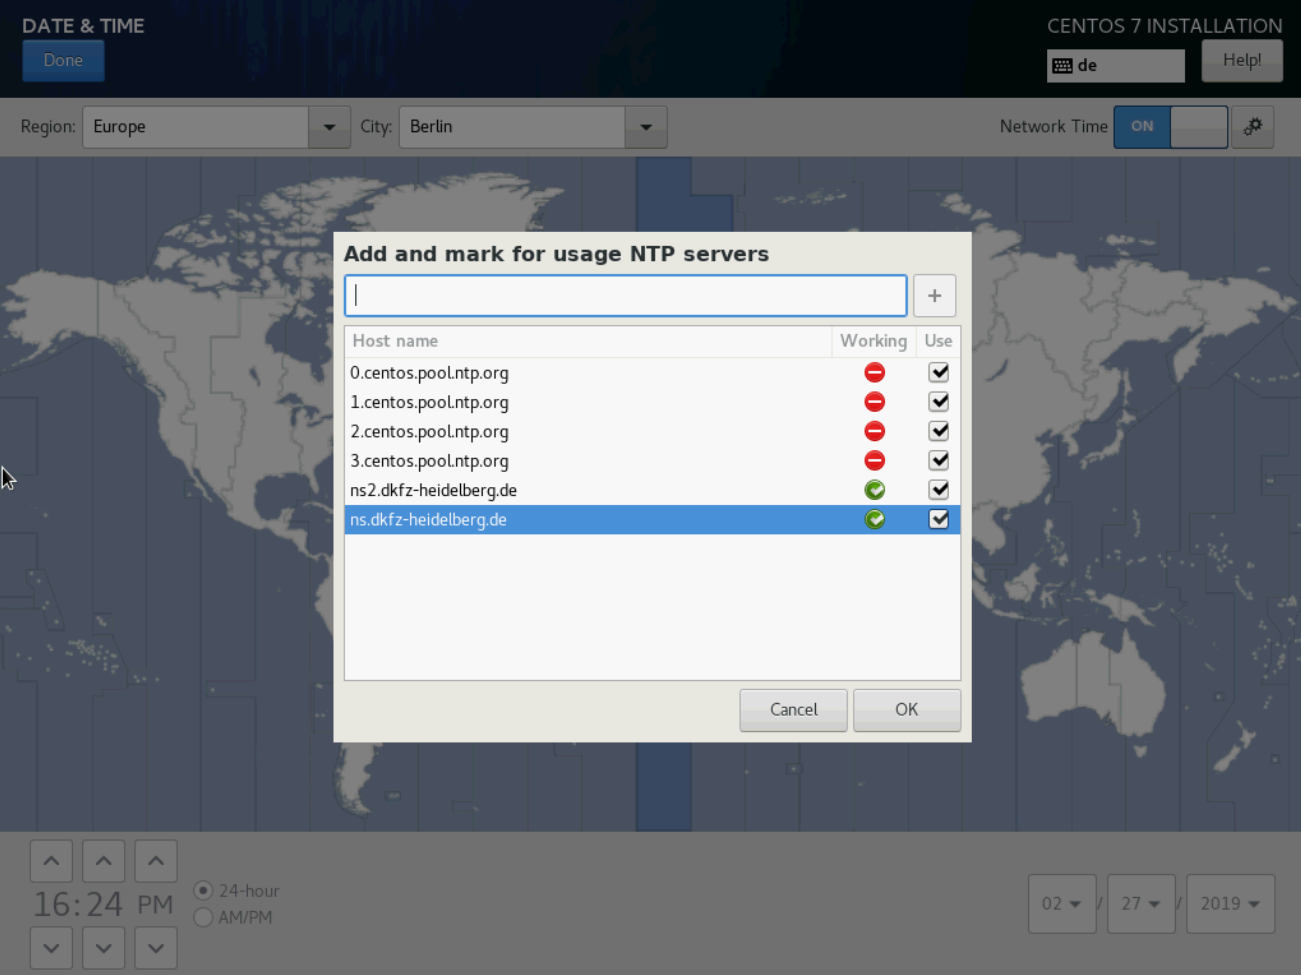 DATE & TIME
CENTOS 7 INSTALLATION
Done
de
Help!
Region: Europe City: Berlin Network Time ON
Add and mark for usage NTP servers
+
Host name Working Use
0.centos.pool.ntp.org
1.centos.pool.ntp.org
2.centos.pool.ntp.org
3.centos.pool.ntp.org
ns2.dkfz-heidelberg.de
ns.dkfz-heidelberg.de
Cancel OK
16:24 PM
24-hour
AM/PM
02 / 27 / 2019